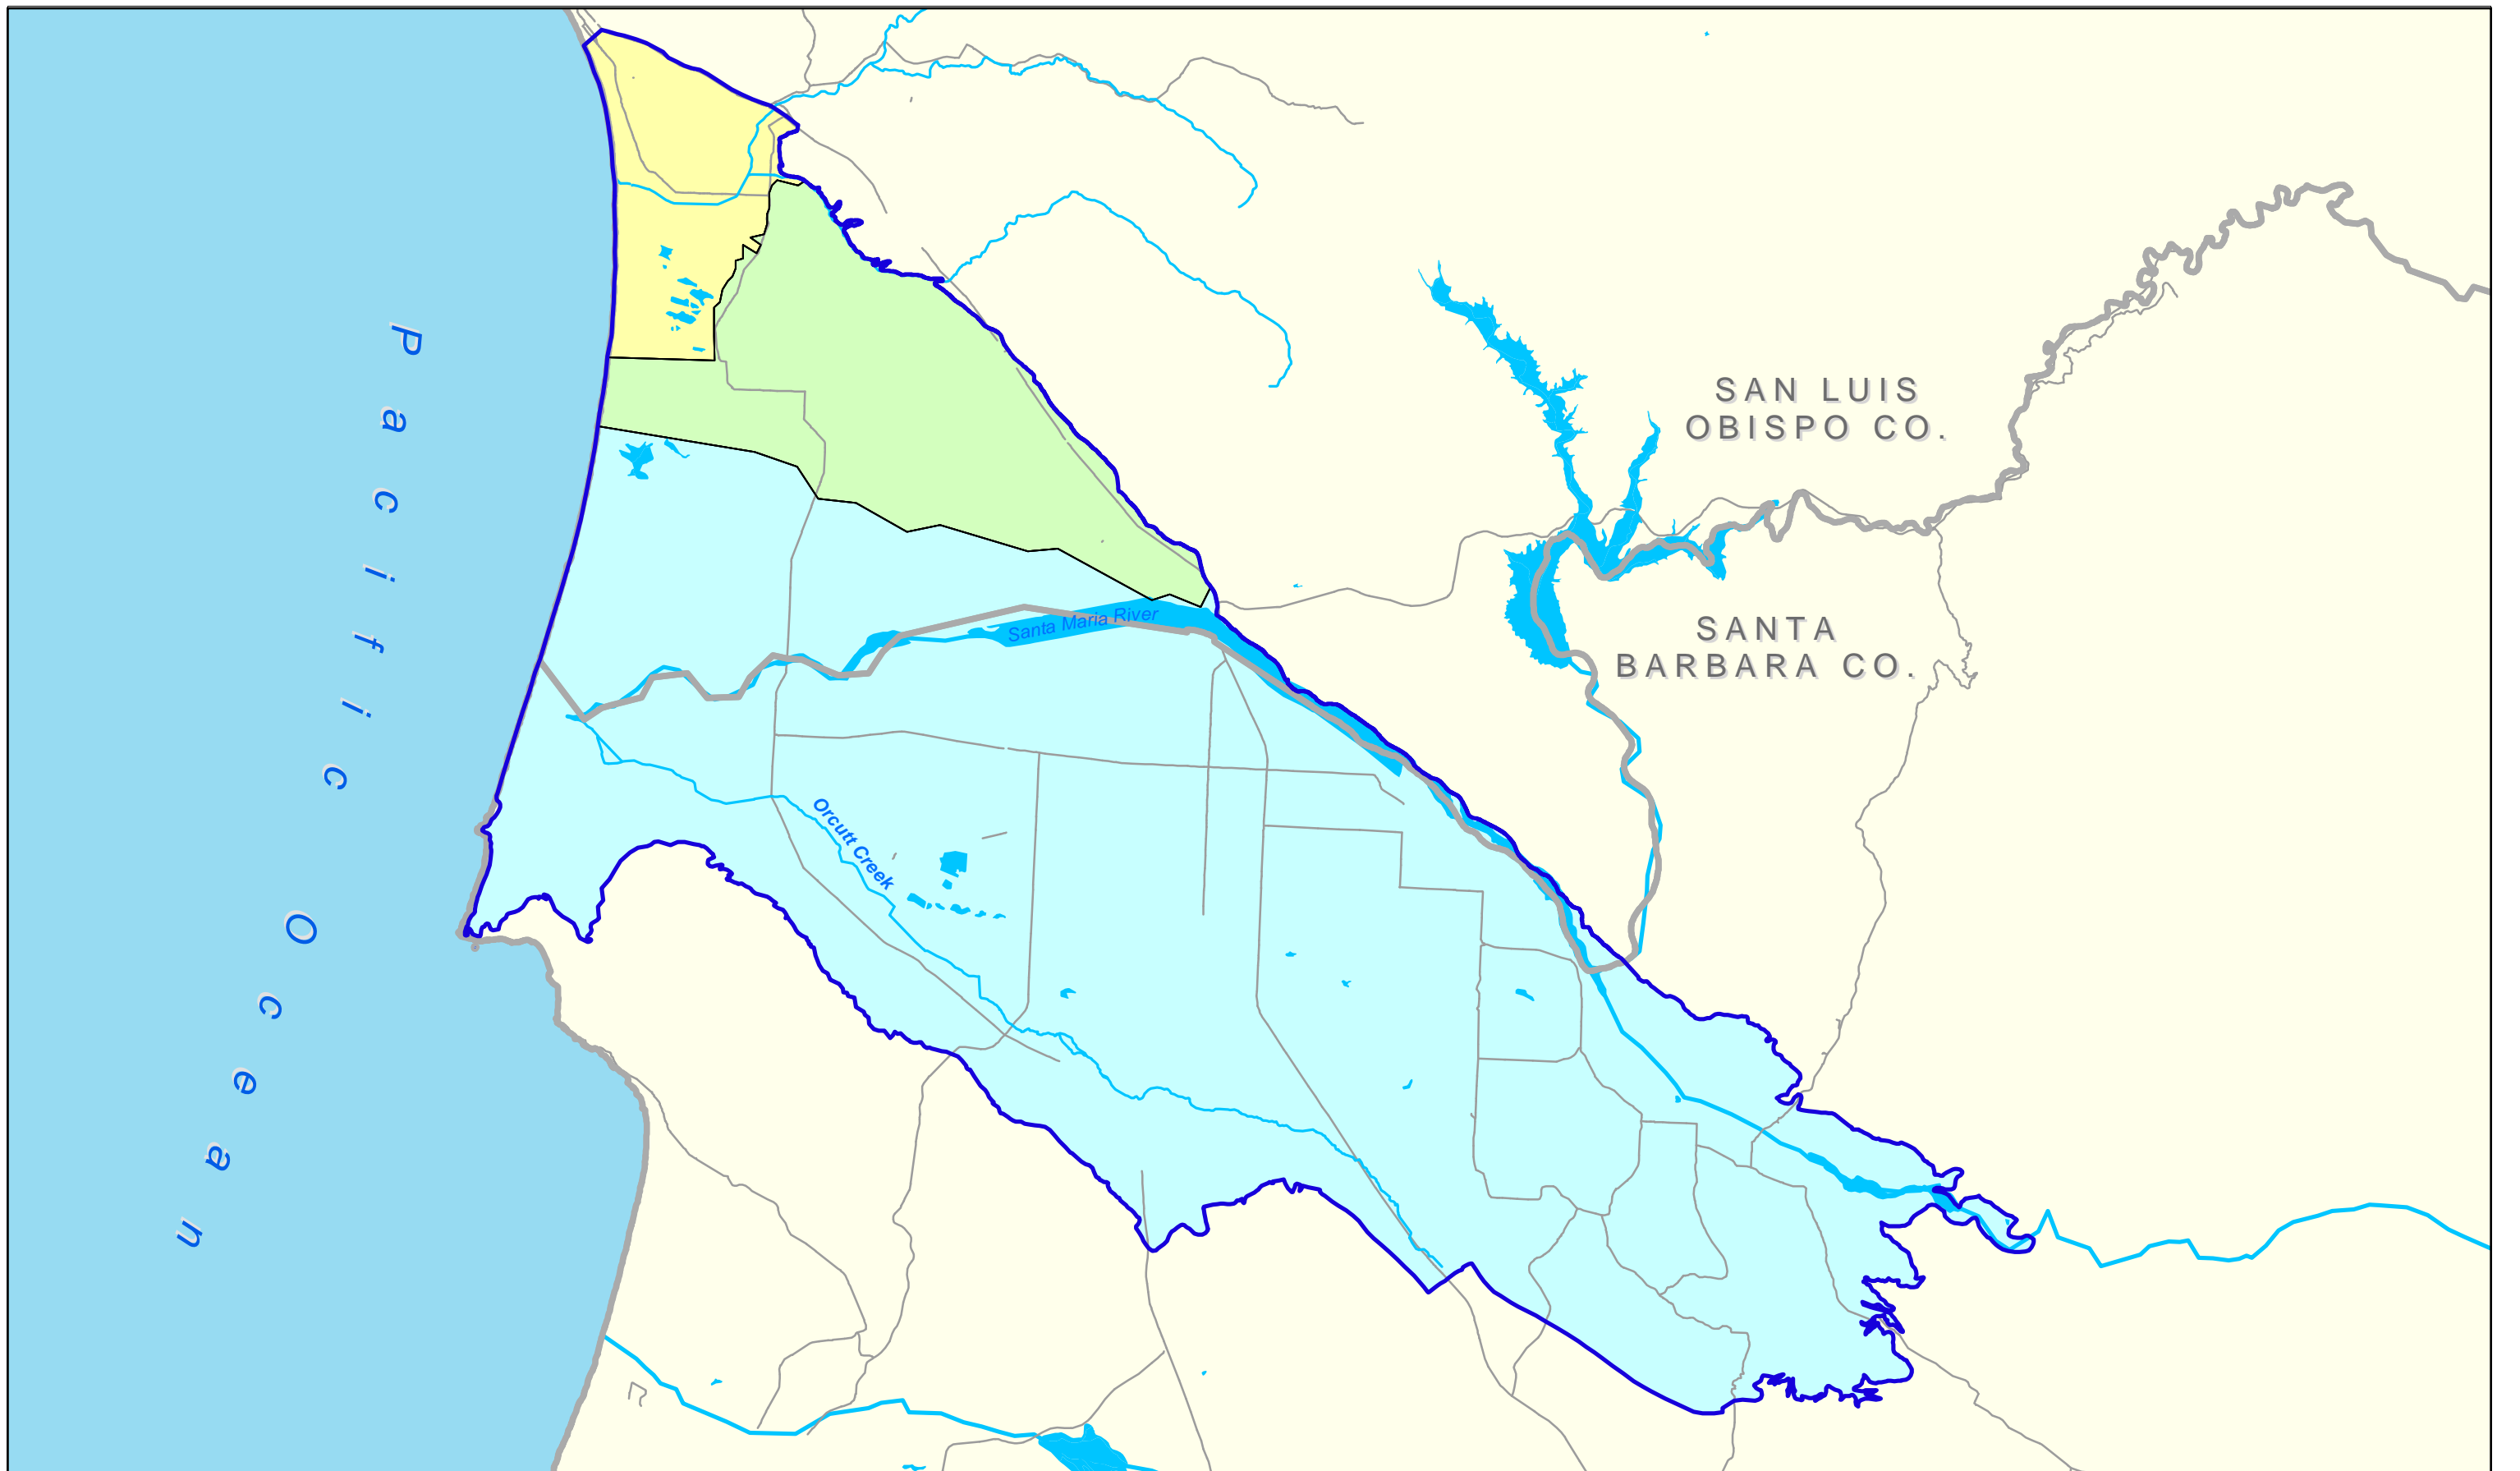 Pacific Ocean
SAN LUIS
OBISPO CO.
SANTA
BARBARA CO.
Santa Maria River
Orcutt Creek